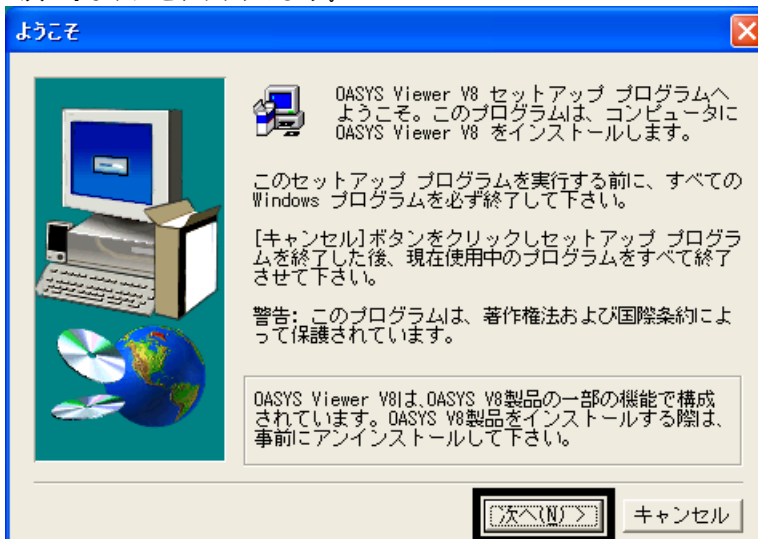 ようこそ
OASYS Viewer V8 セットアップ プログラムへ
ようこそ。このプログラムは、コンピュータに
OASYS Viewer V8 をインストールします。
このセットアップ プログラムを実行する前に、すべての
Windows プログラムを必ず終了して下さい。
[キャンセル]ボタンをクリックしセットアップ プログラ
ムを終了した後、現在使用中のプログラムをすべて終了
させて下さい。
警告: このプログラムは、著作権法および国際条約によ
って保護されています。
OASYS Viewer V8は、OASYS V8製品の一部の機能で構成
されています。OASYS V8製品をインストールする際は、
事前にアンインストールして下さい。
次へ(N) >
キャンセル